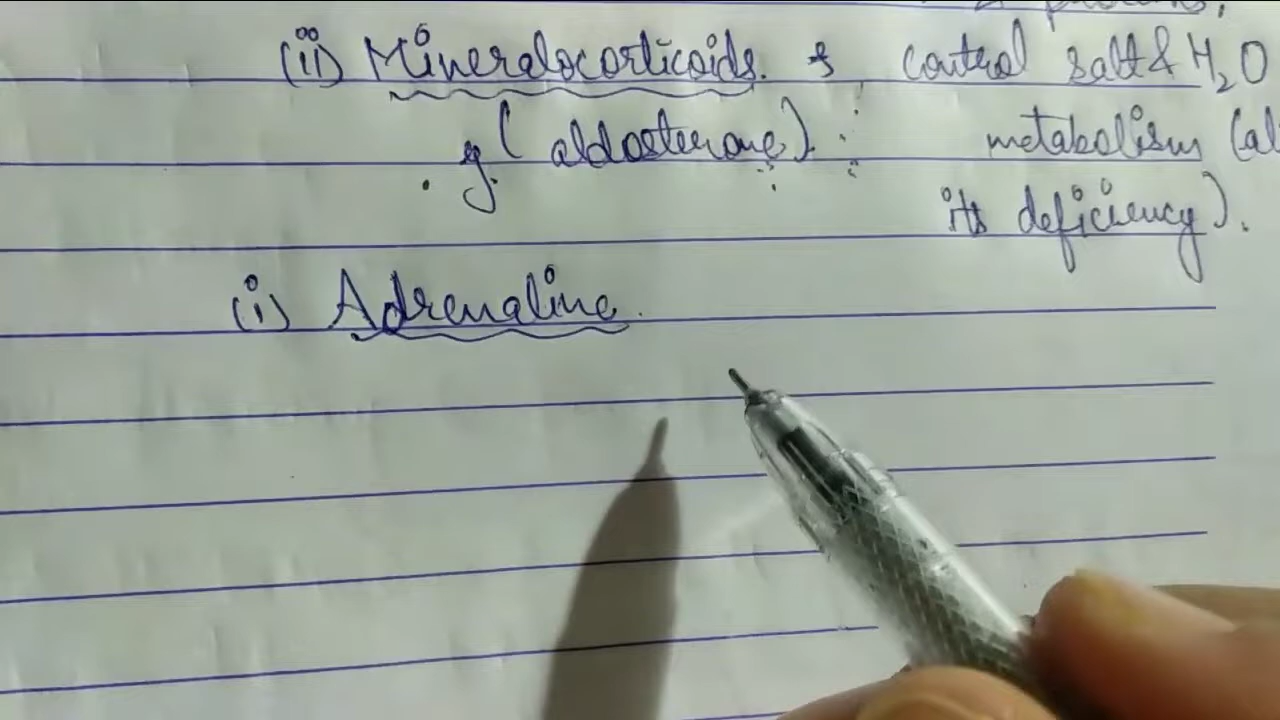 (ii) Mineralocorticoids. control salt & H₂O
(aldosterone) : metabolism (al
its deficiency).
(i) Adrenaline.